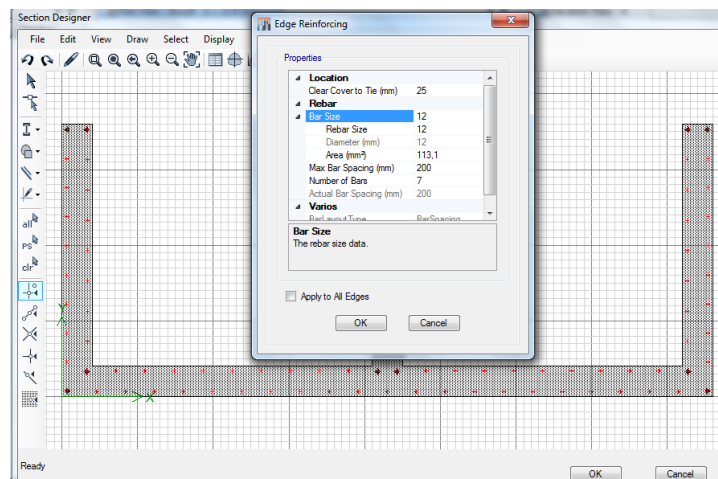 Section Designer
File Edit View Draw Select Display
Edge Reinforcing
Properties
Location
Clear Cover to Tie (mm) 25
Rebar
Bar Size 12
Rebar Size 12
Diameter (mm) 12
Area (mm²) 113,1
Max Bar Spacing (mm) 200
Number of Bars 7
Actual Bar Spacing (mm) 200
Varios
Bar Layout Type BarSpacing
Bar Size
The rebar size data.
Apply to All Edges
OK Cancel
all
PS
clr
Y
X
Ready
OK Cancel